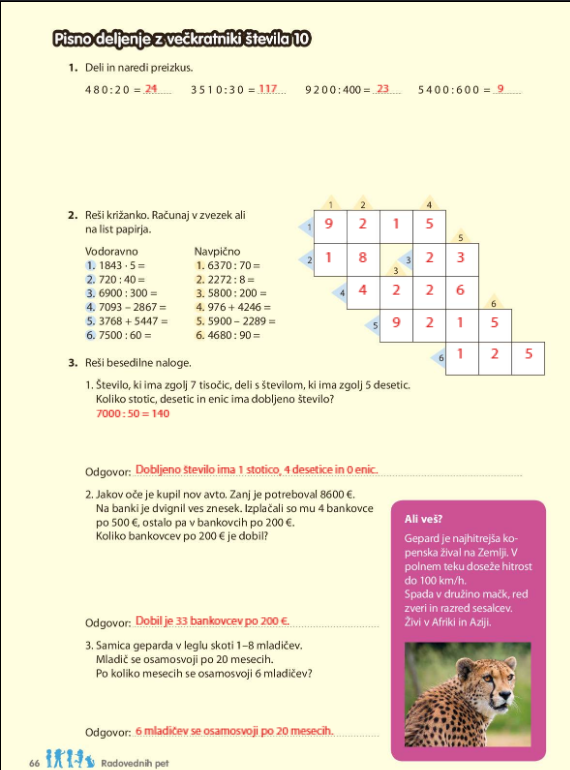 Pisno deljenje z večkratniki števila 10
1. Deli in naredi preizkus.
480:20 = 24 3510:30 = 117 9200:400 = 23 5400:600 = 9
2. Reši križanko. Računaj v zvezek ali
na list papirja.
Vodoravno
1. 1843 · 5 =
2. 720 : 40 =
3. 6900 : 300 =
4. 7093 – 2867 =
5. 3768 + 5447 =
6. 7500 : 60 =
Navpično
1. 6370 : 70 =
2. 2272 : 8 =
3. 5800 : 200 =
4. 976 + 4246 =
5. 5900 – 2289 =
6. 4680 : 90 =
1 2 4
1 9 2 1 5
5
2 1 8 3 2 3
3
4 4 2 2 6
6
5 9 2 1 5
6 1 2 5
3. Reši besedilne naloge.
1. Število, ki ima zgolj 7 tisočic, deli s številom, ki ima zgolj 5 desetic.
Koliko stotic, desetic in enic ima dobljeno število?
7000 : 50 = 140
Odgovor: Dobljeno število ima 1 stotico, 4 desetice in 0 enic.
2. Jakov oče je kupil nov avto. Zanj je potreboval 8600 €.
Na banki je dvignil ves znesek. Izplačali so mu 4 bankovce
po 500 €, ostalo pa v bankovcih po 200 €.
Koliko bankovcev po 200 € je dobil?
Odgovor: Dobil je 33 bankovcev po 200 €.
3. Samica geparda v leglu skoti 1–8 mladičev.
Mladič se osamosvoji po 20 mesecih.
Po koliko mesecih se osamosvoji 6 mladičev?
Odgovor: 6 mladičev se osamosvoji po 20 mesecih.
Ali veš?
Gepard je najhitrejša ko-
penska žival na Zemlji. V
polnem teku doseže hitrost
do 100 km/h.
Spada v družino mačk, red
zveri in razred sesalcev.
Živi v Afriki in Aziji.
66 Radovednih pet